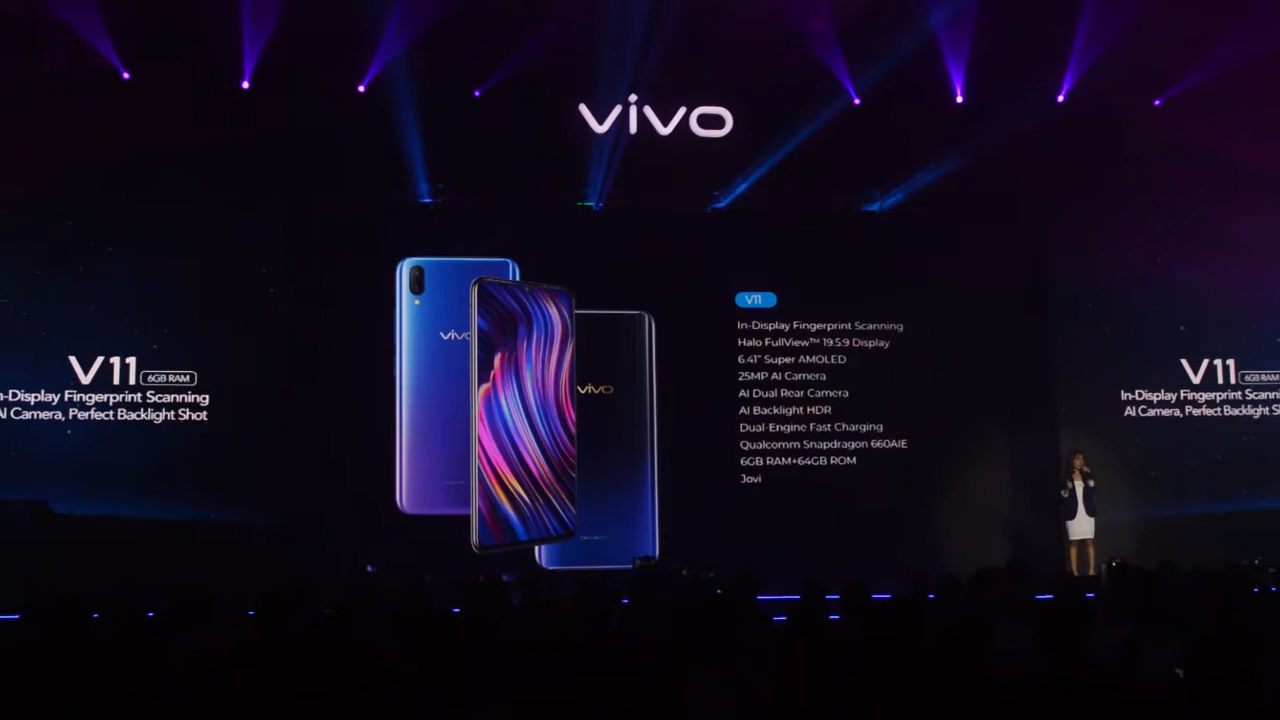 vivo
vivo
vivo
V11
In-Display Fingerprint Scanning
Halo FullView™ 19.5:9 Display
6.41" Super AMOLED
25MP AI Camera
AI Dual Rear Camera
AI Backlight HDR
Dual-Engine Fast Charging
Qualcomm Snapdragon 660AIE
6GB RAM+64GB ROM
Jovi
V11 6GB RAM
n-Display Fingerprint Scanning
AI Camera, Perfect Backlight Shot
V11 6GB RAM
In-Display Fingerprint Scanni
AI Camera, Perfect Backlight S